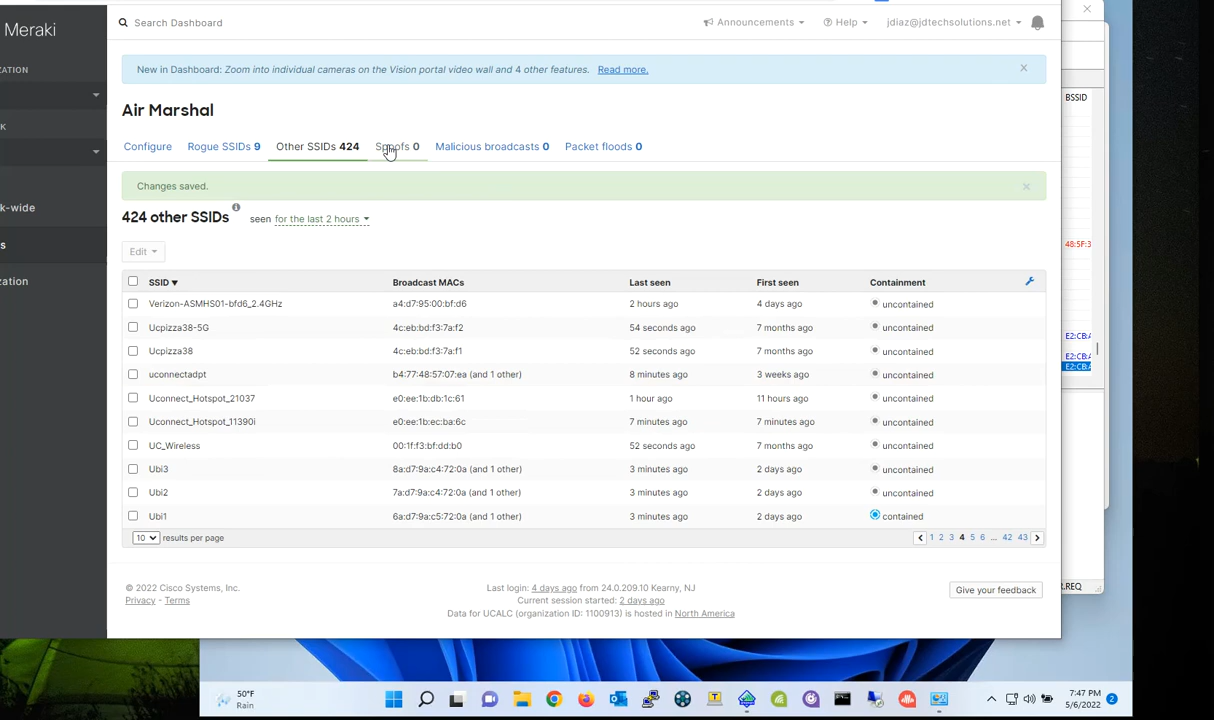 Meraki
Search Dashboard
Announcements
Help
jdiaz@jdtechsolutions.net
ZATION
New in Dashboard: Zoom into individual cameras on the Vision portal video wall and 4 other features. Read more.
K
Air Marshal
Configure
Rogue SSIDs 9
Other SSIDs 424
Spoofs 0
Malicious broadcasts 0
Packet floods 0
Changes saved.
k-wide
s
zation
424 other SSIDs
seen for the last 2 hours
Edit
SSID Broadcast MACs Last seen First seen Containment
Verizon-ASMHS01-bfd6_2.4GHz a4:d7:95:00:bf:d6 2 hours ago 4 days ago uncontained
Ucpizza38-5G 4c:eb:bd:f3:7a:f2 54 seconds ago 7 months ago uncontained
Ucpizza38 4c:eb:bd:f3:7a:f1 52 seconds ago 7 months ago uncontained
uconnectadpt b4:77:48:57:07:ea (and 1 other) 8 minutes ago 3 weeks ago uncontained
Uconnect_Hotspot_21037 e0:ee:1b:db:1c:61 1 hour ago 11 hours ago uncontained
Uconnect_Hotspot_11390i e0:ee:1b:ec:ba:6c 7 minutes ago 7 minutes ago uncontained
UC_Wireless 00:1f:f3:bf:dd:b0 52 seconds ago 7 months ago uncontained
Ubi3 8a:d7:9a:c4:72:0a (and 1 other) 3 minutes ago 2 days ago uncontained
Ubi2 7a:d7:9a:c4:72:0a (and 1 other) 3 minutes ago 2 days ago uncontained
Ubi1 6a:d7:9a:c5:72:0a (and 1 other) 3 minutes ago 2 days ago contained
10 results per page
1 2 3 4 5 6 ... 42 43
© 2022 Cisco Systems, Inc.
Privacy - Terms
Last login: 4 days ago from 24.0.209.10 Kearny, NJ
Current session started: 2 days ago
Data for UCALC (organization ID: 1100913) is hosted in North America
Give your feedback
BSSID
48:5F:3
E2:CB:A
E2:CB:A
E2:CB:A
.REQ
50°F
Rain
7:47 PM
5/6/2022
2